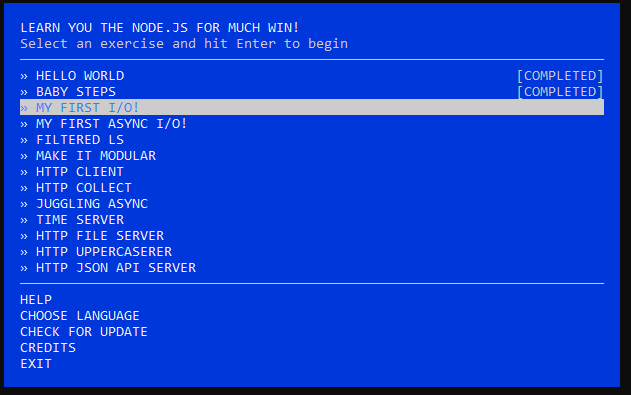 LEARN YOU THE NODE.JS FOR MUCH WIN!
Select an exercise and hit Enter to begin
» HELLO WORLD [COMPLETED]
» BABY STEPS [COMPLETED]
» MY FIRST I/O!
» MY FIRST ASYNC I/O!
» FILTERED LS
» MAKE IT MODULAR
» HTTP CLIENT
» HTTP COLLECT
» JUGGLING ASYNC
» TIME SERVER
» HTTP FILE SERVER
» HTTP UPPERCASERER
» HTTP JSON API SERVER
HELP
CHOOSE LANGUAGE
CHECK FOR UPDATE
CREDITS
EXIT